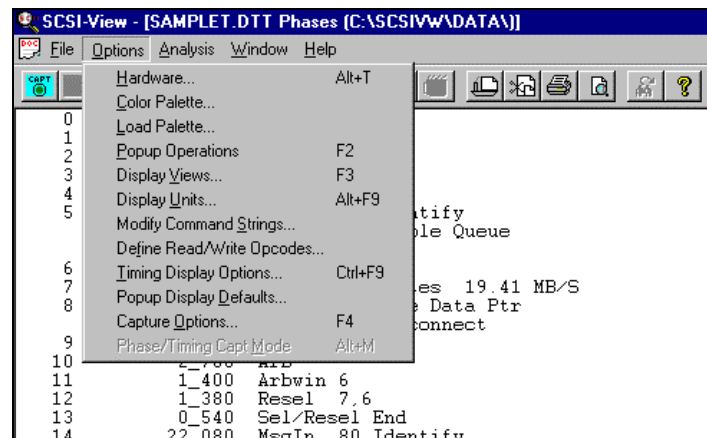 SCSI-View - [SAMPLET.DTT Phases (C:\SCSIVW\DATA\)]
File Options Analysis Window Help
CAPT
Hardware... Alt+T
Color Palette...
Load Palette...
Popup Operations F2
Display Views... F3
Display Units... Alt+F9
Modify Command Strings...
Define Read/Write Opcodes...
Timing Display Options... Ctrl+F9
Popup Display Defaults...
Capture Options... F4
Phase/Timing Capt Mode Alt+M
0
1
2
3
4
5 tify
ple Queue
6
7 es 19.41 MB/S
8 Data Ptr
connect
9
10 Arb
11 1_400 Arbwin 6
12 1_380 Resel 7,6
13 0_540 Sel/Resel End
14 22_080 MsgIn 80 Identify